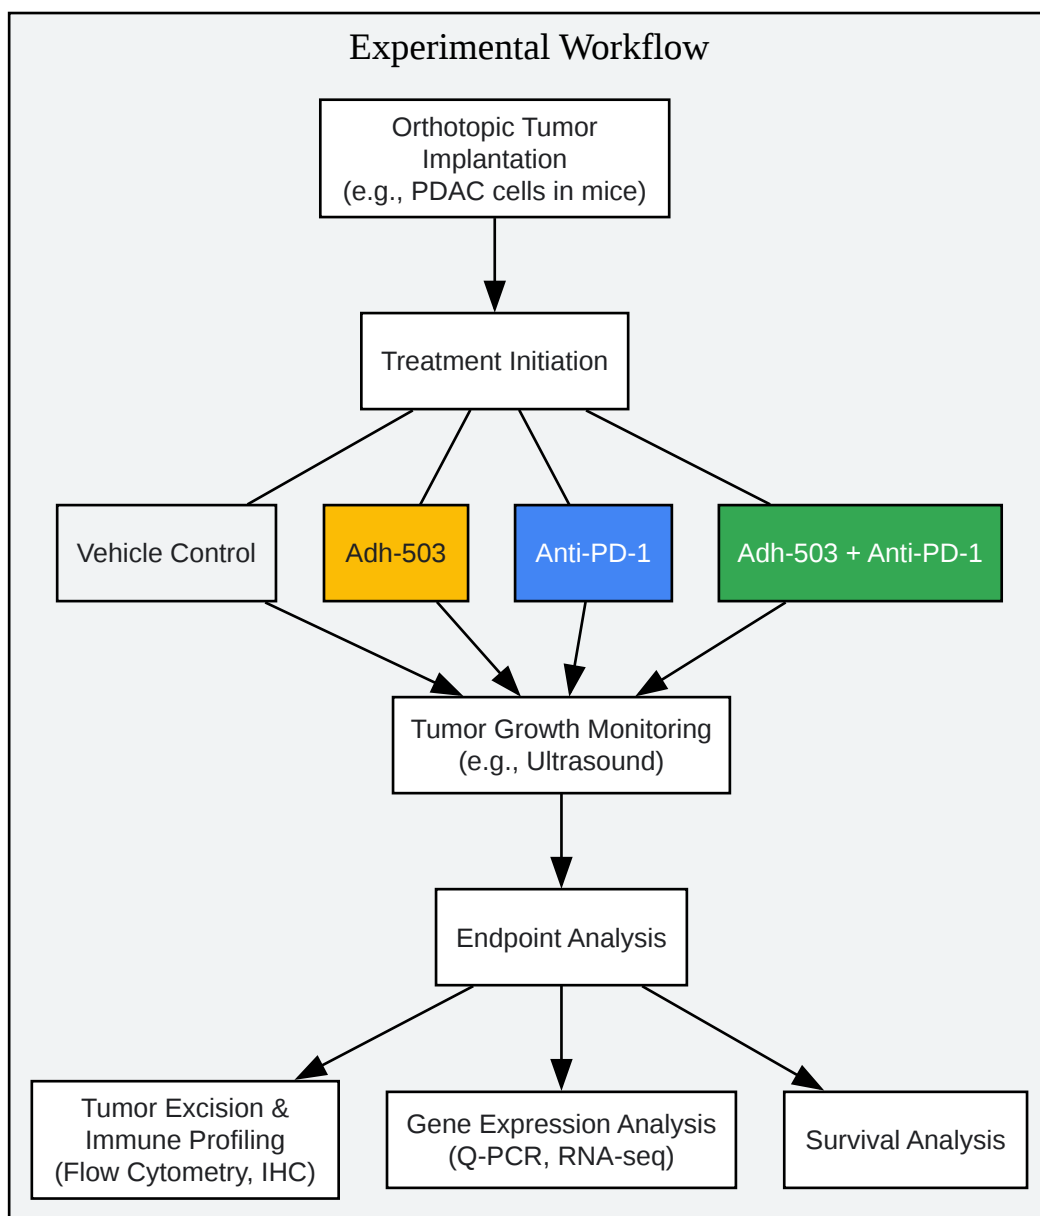 Experimental Workflow
Orthotopic Tumor
Implantation
(e.g., PDAC cells in mice)
Treatment Initiation
Vehicle Control
Adh-503
Anti-PD-1
Adh-503 + Anti-PD-1
Tumor Growth Monitoring
(e.g., Ultrasound)
Endpoint Analysis
Tumor Excision &
Immune Profiling
(Flow Cytometry, IHC)
Gene Expression Analysis
(Q-PCR, RNA-seq)
Survival Analysis